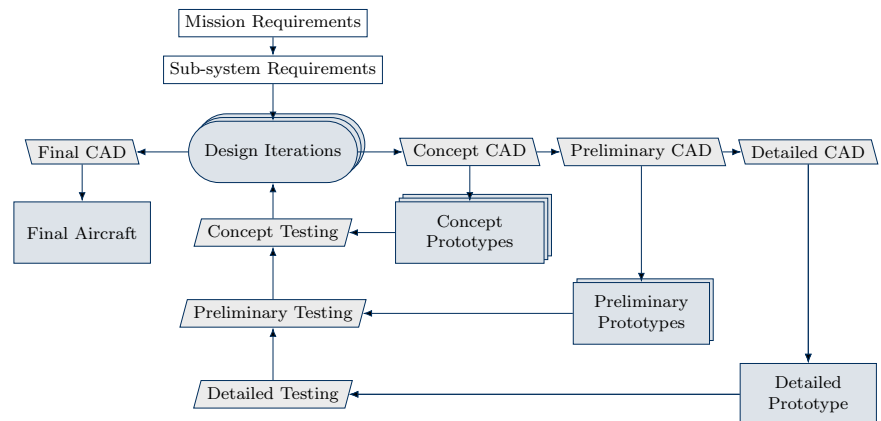 Mission Requirements
Sub-system Requirements
Final CAD
Design Iterations
Concept CAD
Preliminary CAD
Detailed CAD
Final Aircraft
Concept Testing
Concept
Prototypes
Preliminary Testing
Preliminary
Prototypes
Detailed Testing
Detailed
Prototype